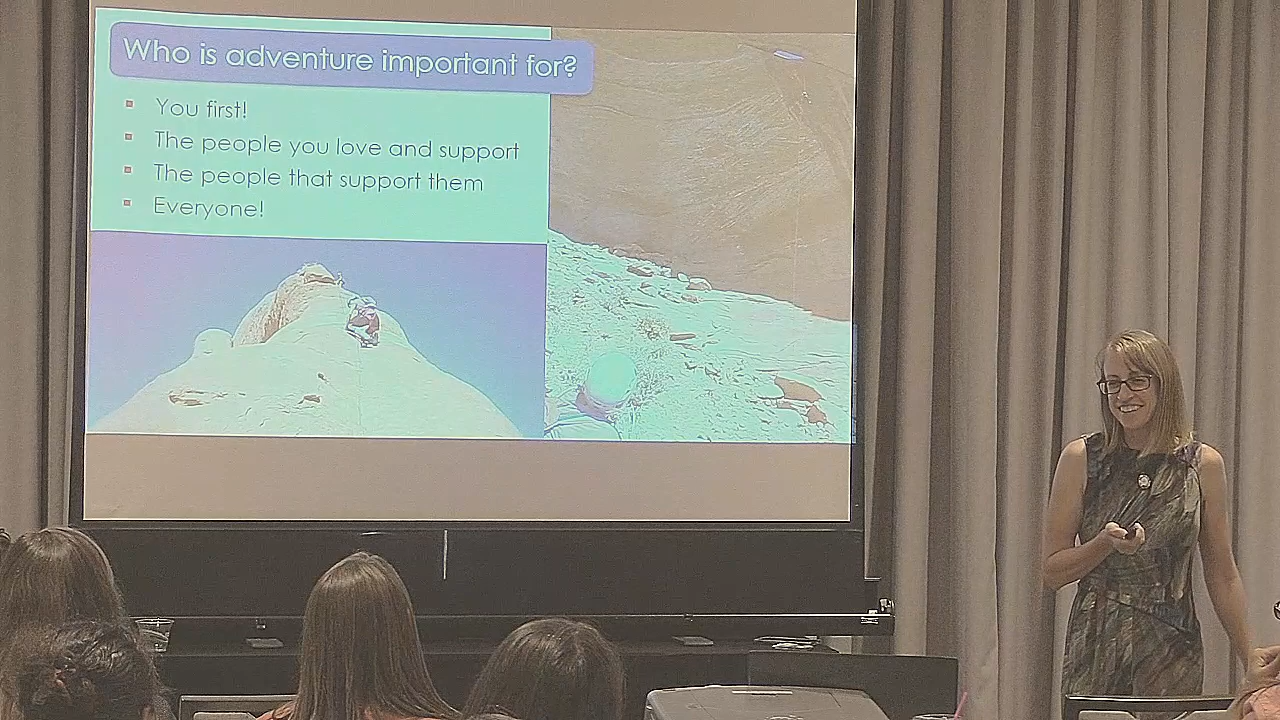 Who is adventure important for?
You first!
The people you love and support
The people that support them
Everyone!